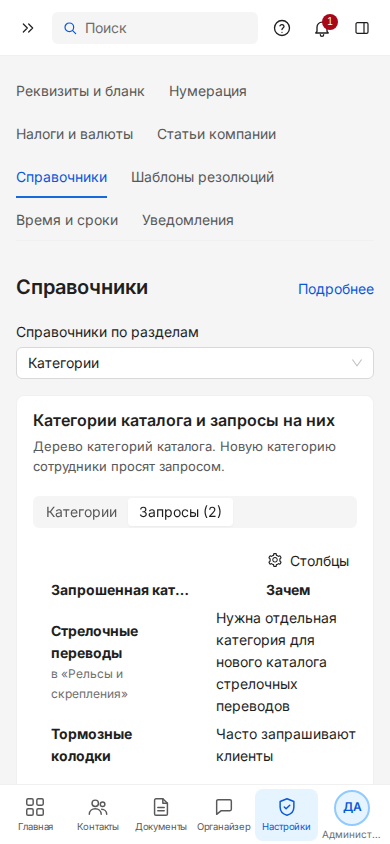 Поиск
1
Реквизиты и бланк Нумерация
Налоги и валюты Статьи компании
Справочники Шаблоны резолюций
Время и сроки Уведомления
Справочники Подробнее
Справочники по разделам
Категории
Категории каталога и запросы на них
Дерево категорий каталога. Новую категорию
сотрудники просят запросом.
Категории Запросы (2)
Столбцы
Запрошенная кат... Зачем
Стрелочные
переводы
в «Рельсы и
скрепления»
Нужна отдельная
категория для
нового каталога
стрелочных
переводов
Тормозные
колодки
Часто запрашивают
клиенты
Главная Контакты Документы Органайзер Настройки
ДА
Админист...